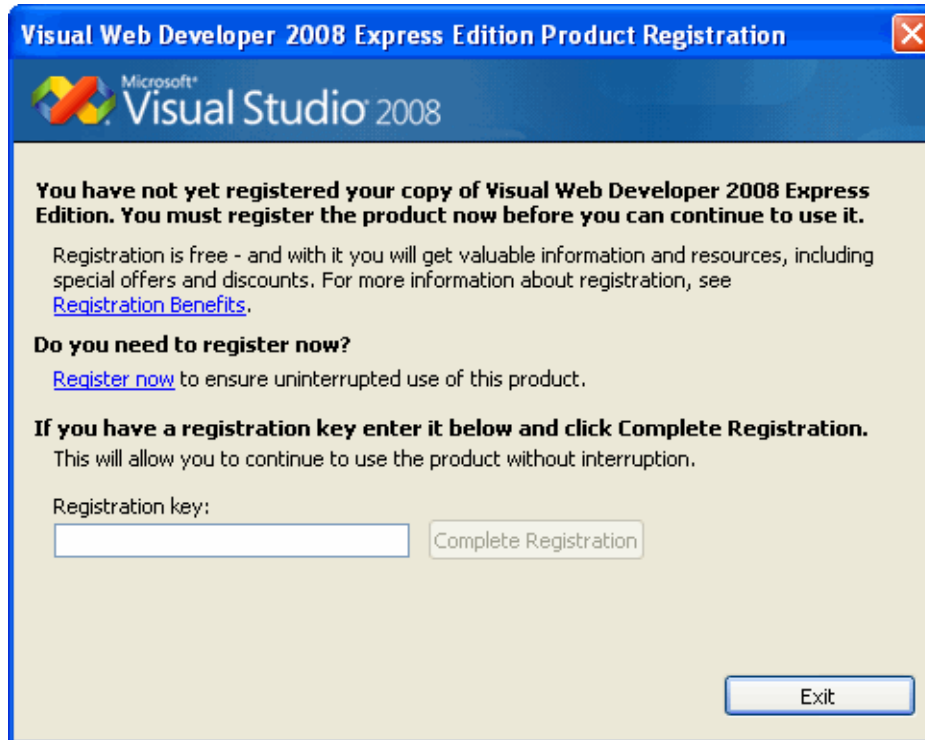 Visual Web Developer 2008 Express Edition Product Registration
Microsoft®
Visual Studio® 2008
You have not yet registered your copy of Visual Web Developer 2008 Express
Edition. You must register the product now before you can continue to use it.
Registration is free - and with it you will get valuable information and resources, including
special offers and discounts. For more information about registration, see
Registration Benefits.
Do you need to register now?
Register now to ensure uninterrupted use of this product.
If you have a registration key enter it below and click Complete Registration.
This will allow you to continue to use the product without interruption.
Registration key:
Complete Registration
Exit